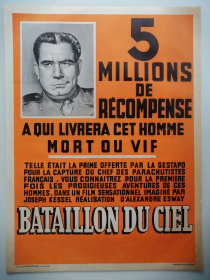 5
MILLIONS
DE
RÉCOMPENSE
A QUI LIVRERA CET HOMME
MORT OU VIF
TELLE ÉTAIT LA PRIME OFFERTE PAR LA GESTAPO
POUR LA CAPTURE DU CHEF DES PARACHUTISTES
FRANÇAIS. VOUS CONNAITREZ POUR LA PREMIÈRE
FOIS LES PRODIGIEUSES AVENTURES DE CES
HOMMES, DANS UN FILM SENSATIONNEL IMAGINÉ PAR
JOSEPH KESSEL RÉALISATION D'ALEXANDRE ESWAY
BATAILLON DU CIEL